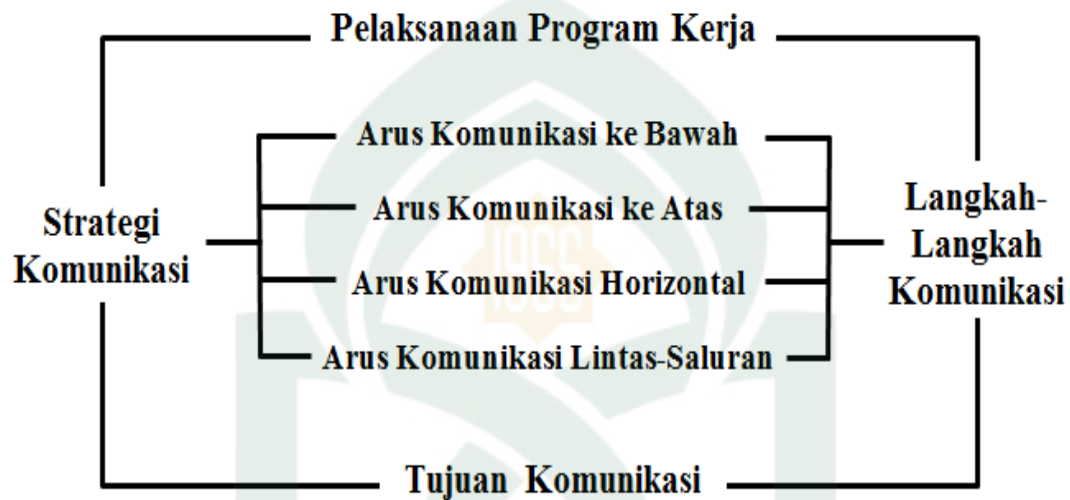 Pelaksanaan Program Kerja
Strategi
Komunikasi
Arus Komunikasi ke Bawah
Arus Komunikasi ke Atas
Arus Komunikasi Horizontal
Arus Komunikasi Lintas-Saluran
Langkah-
Langkah
Komunikasi
Tujuan Komunikasi
1965